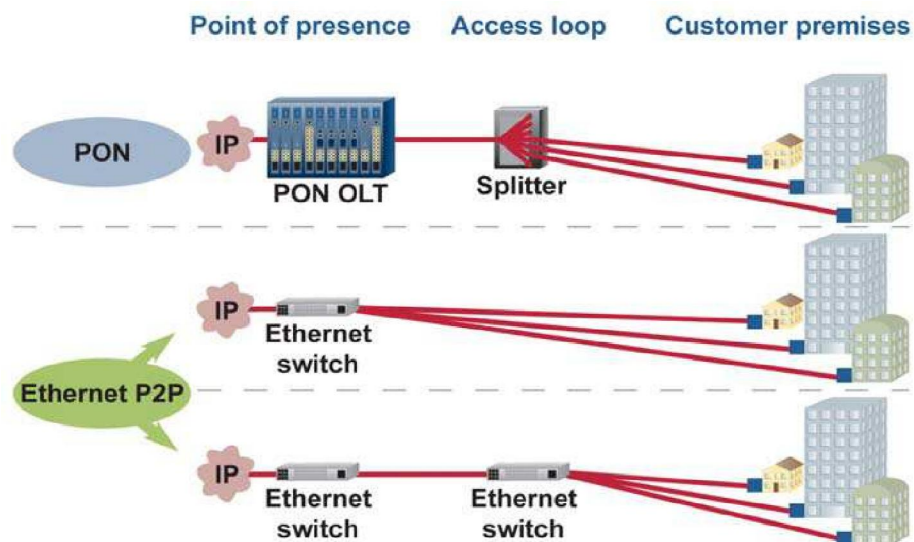 Point of presence Access loop Customer premises
PON
IP
PON OLT
Splitter
IP
Ethernet
switch
Ethernet P2P
IP
Ethernet
switch
Ethernet
switch